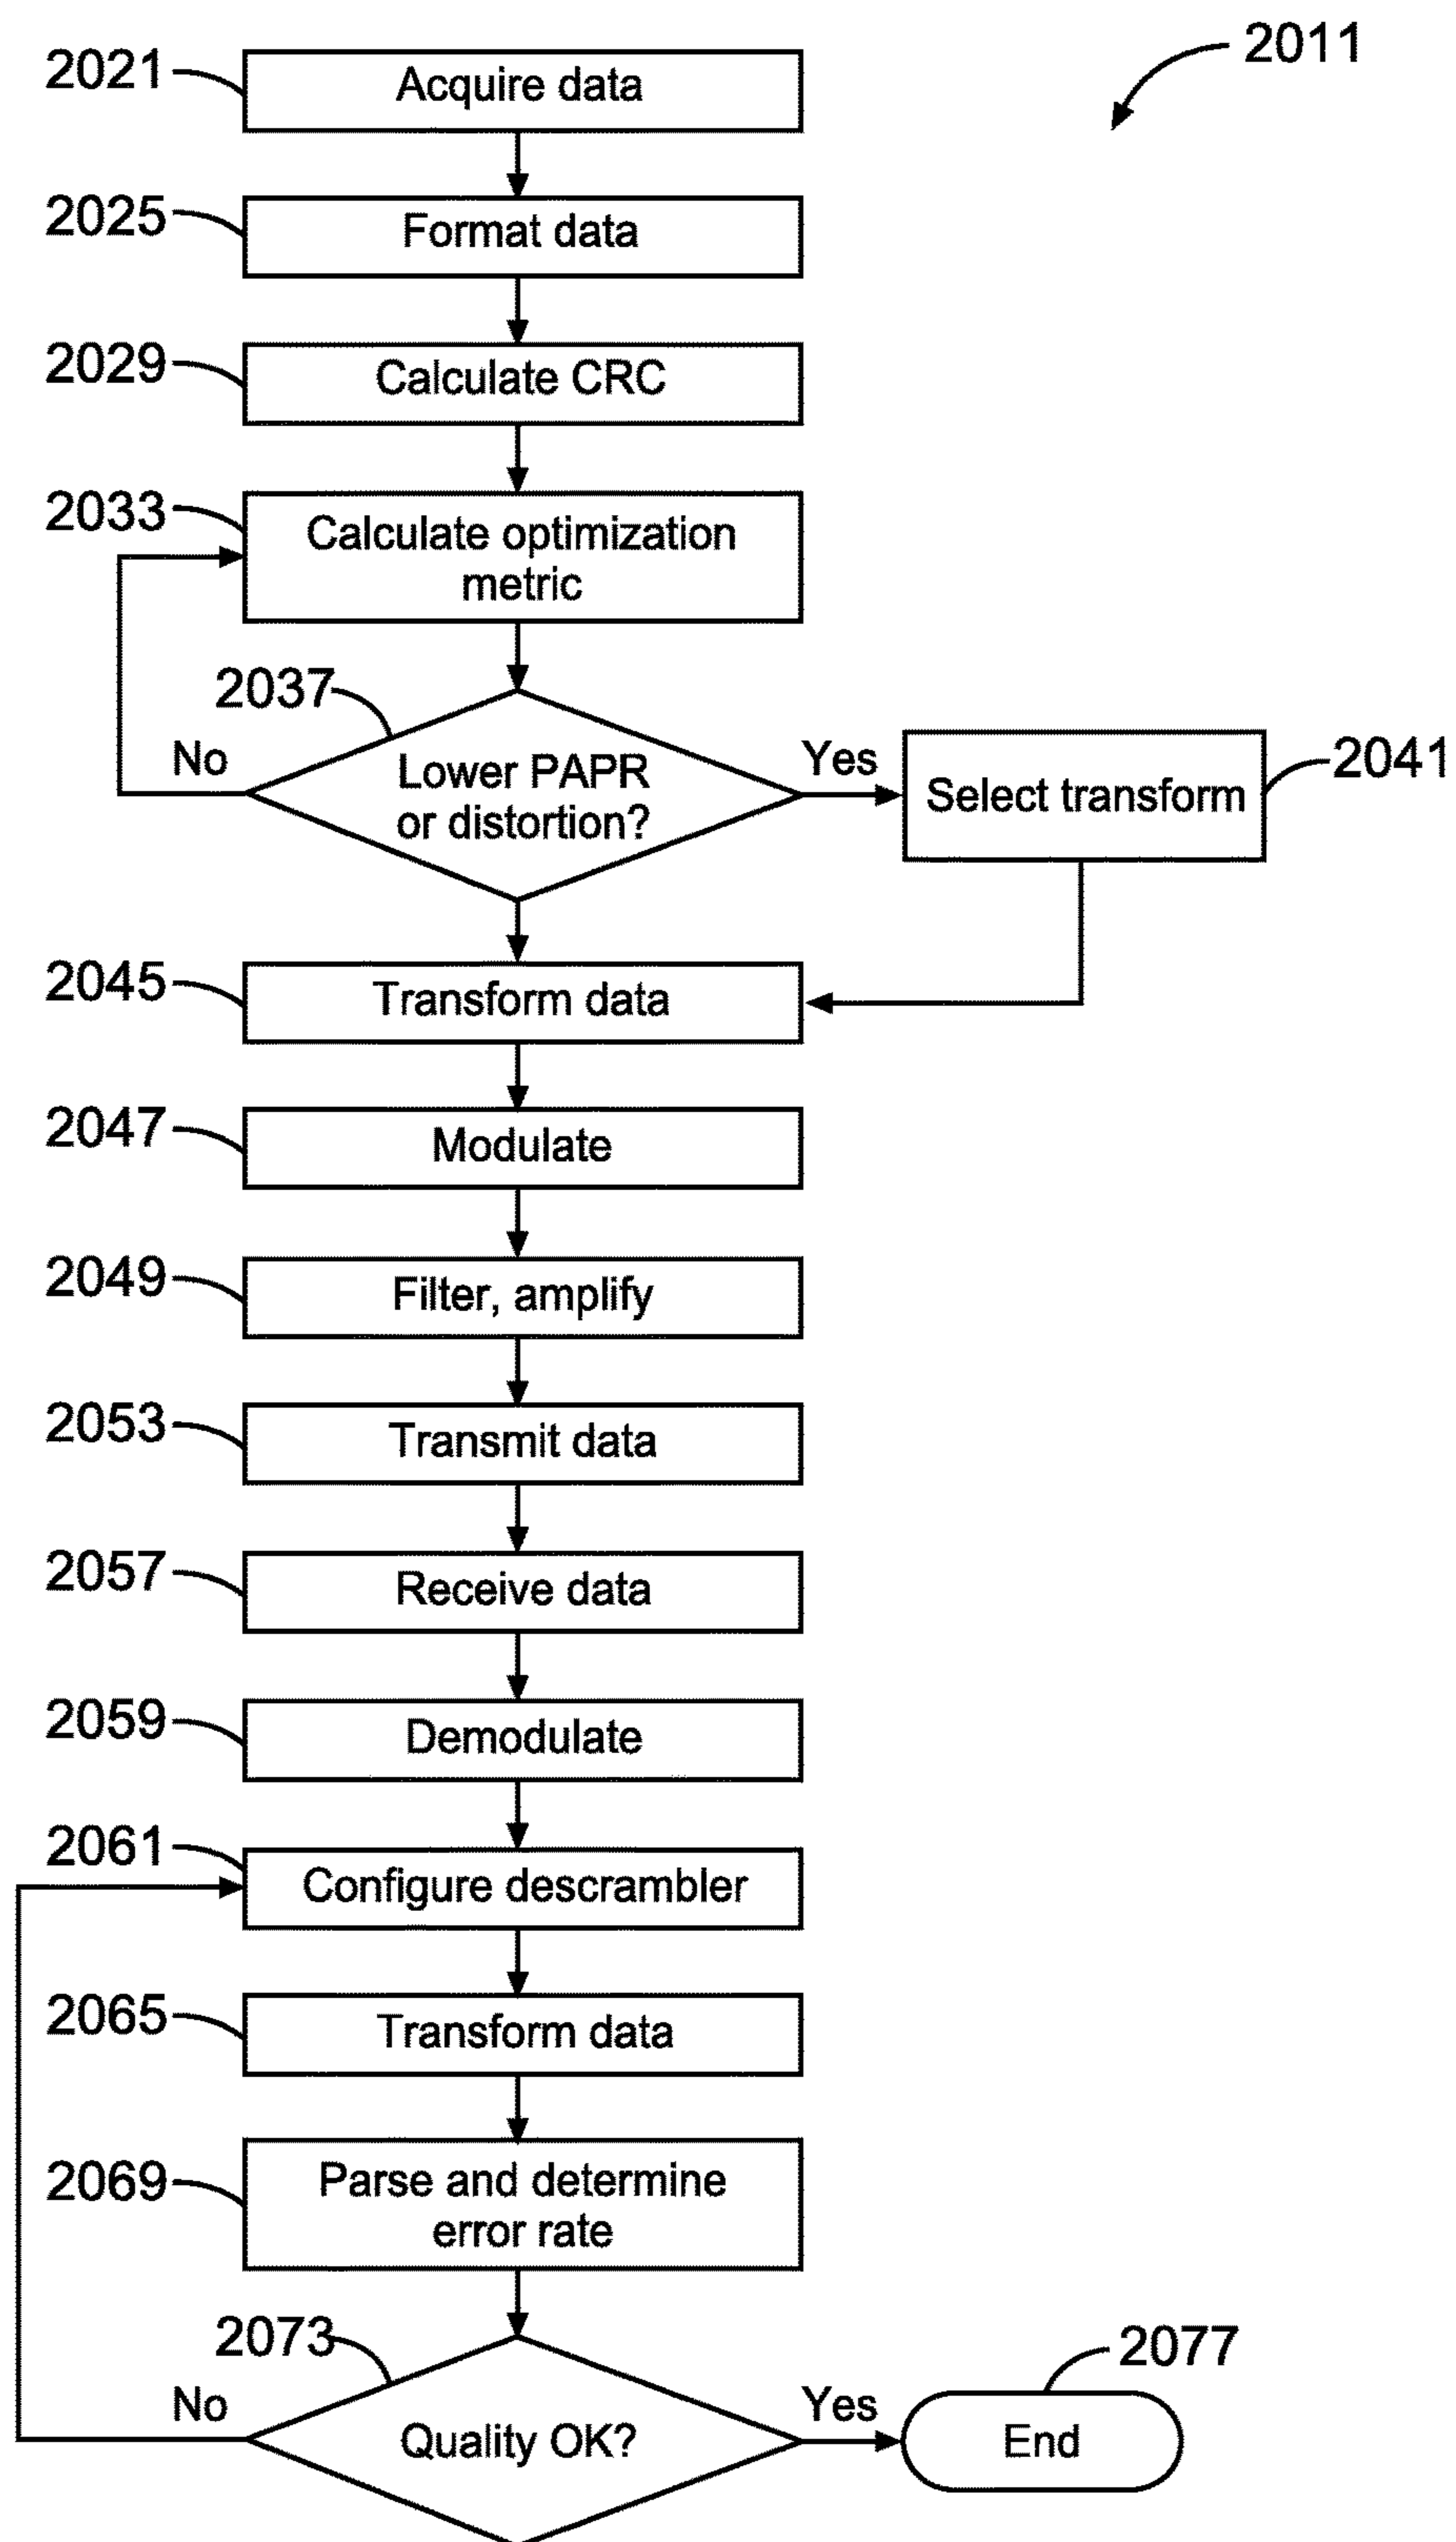 2011
2021
Acquire data
2025
Format data
2029
Calculate CRC
2033
Calculate optimization
metric
2037
No
Lower PAPR
or distortion?
Yes
Select transform
2041
2045
Transform data
2047
Modulate
2049
Filter, amplify
2053
Transmit data
2057
Receive data
2059
Demodulate
2061
Configure descrambler
2065
Transform data
2069
Parse and determine
error rate
2073
No
Quality OK?
Yes
2077
End